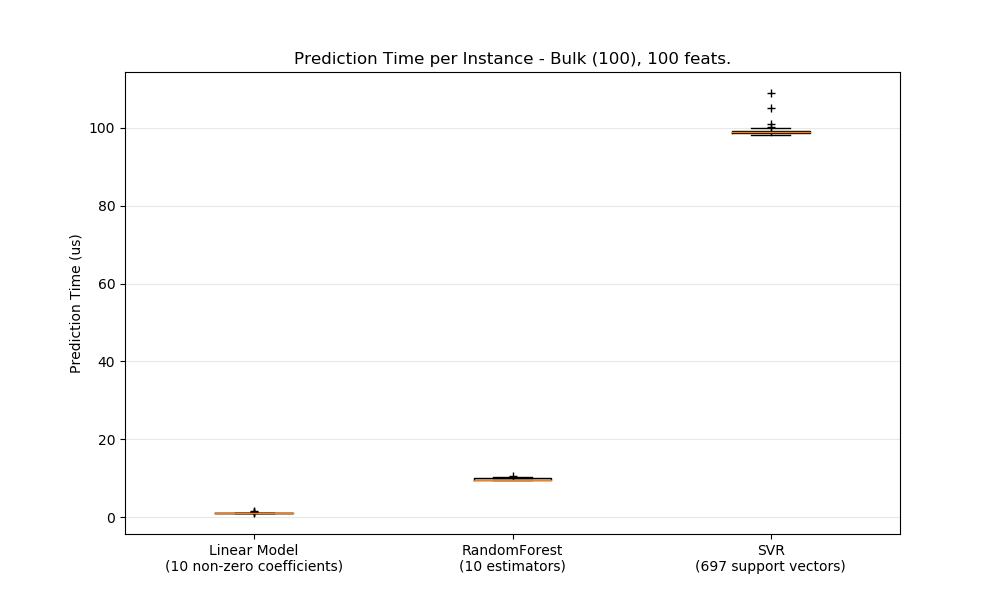 Prediction Time per Instance - Bulk (100), 100 feats.
Prediction Time (us)
100
80
60
40
20
0
Linear Model
(10 non-zero coefficients)
RandomForest
(10 estimators)
SVR
(697 support vectors)